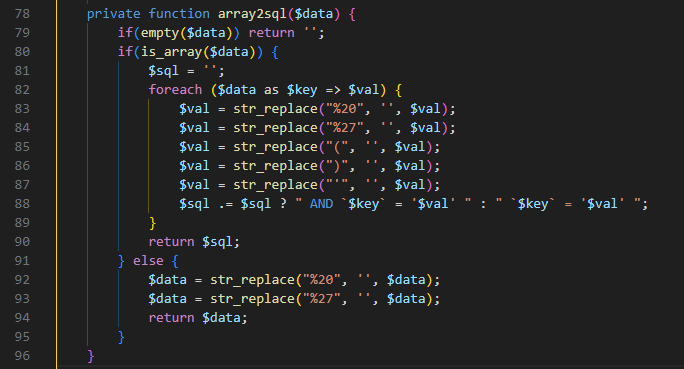 78 private function array2sql($data) {
79 if(empty($data)) return '';
80 if(is_array($data)) {
81 $sql = '';
82 foreach ($data as $key => $val) {
83 $val = str_replace("%20", '', $val);
84 $val = str_replace("%27", '', $val);
85 $val = str_replace("(", '', $val);
86 $val = str_replace(")", '', $val);
87 $val = str_replace("'", '', $val);
88 $sql .= $sql ? " AND `$key` = '$val' " : " `$key` = '$val' ";
89 }
90 return $sql;
91 } else {
92 $data = str_replace("%20", '', $data);
93 $data = str_replace("%27", '', $data);
94 return $data;
95 }
96 }